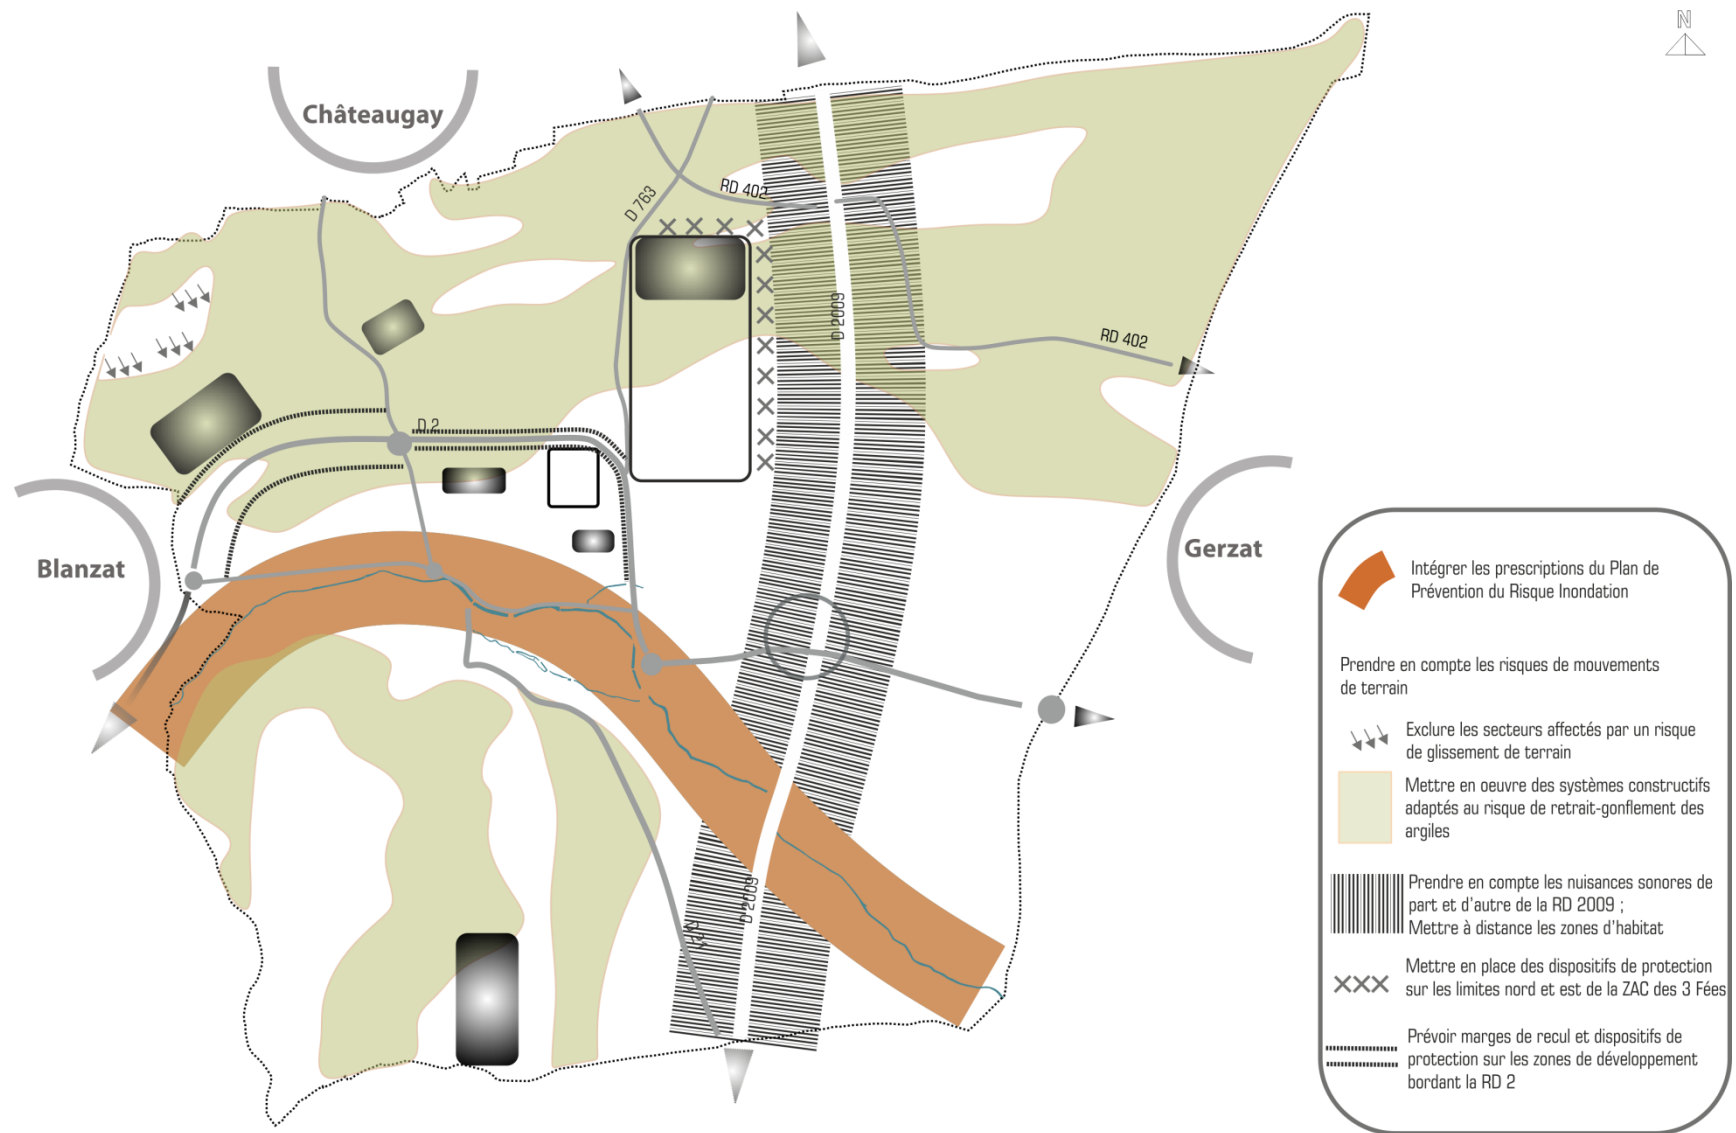 N
Châteaugay
RD 402
D 763
D 2009
RD 402
D 2
Blanzat
Gerzat
D 2009
Intégrer les prescriptions du Plan de
Prévention du Risque Inondation
Prendre en compte les risques de mouvements
de terrain
Exclure les secteurs affectés par un risque
de glissement de terrain
Mettre en oeuvre des systèmes constructifs
adaptés au risque de retrait-gonflement des
argiles
Prendre en compte les nuisances sonores de
part et d'autre de la RD 2009 ;
Mettre à distance les zones d'habitat
Mettre en place des dispositifs de protection
sur les limites nord et est de la ZAC des 3 Fées
Prévoir marges de recul et dispositifs de
protection sur les zones de développement
bordant la RD 2